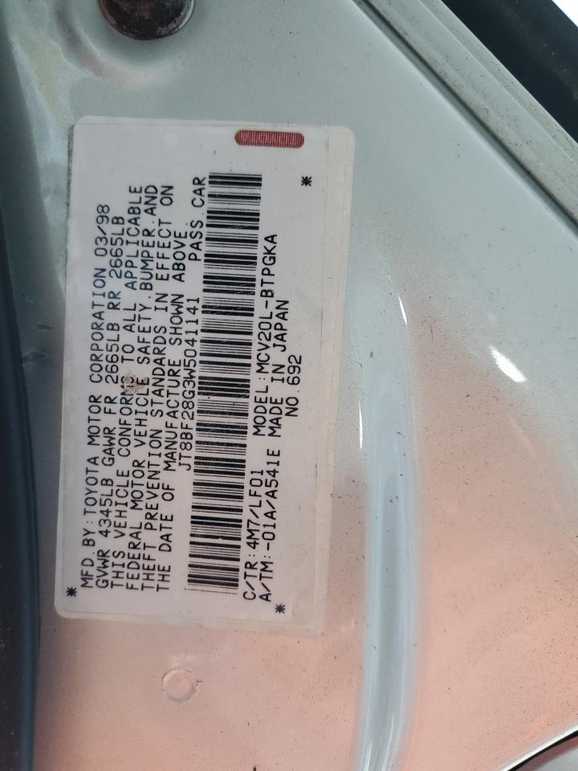 MFD.BY:TOYOTA MOTOR CORPORATION 03/98
GVWR 4345LB GAWR FR 2665LB RR 2665LB
THIS VEHICLE CONFORMS TO ALL APPLICABLE
FEDERAL MOTOR VEHICLE SAFETY,BUMPER,AND
THEFT PREVENTION STANDARDS IN EFFECT ON
THE DATE OF MANUFACTURE SHOWN ABOVE.
JT8BF28G3W5041141 PASS CAR
C/TR:4M7/LF01 MODEL:MCV20L-BTPGKA
A/TM:-01A/A541E MADE IN JAPAN
NO.692